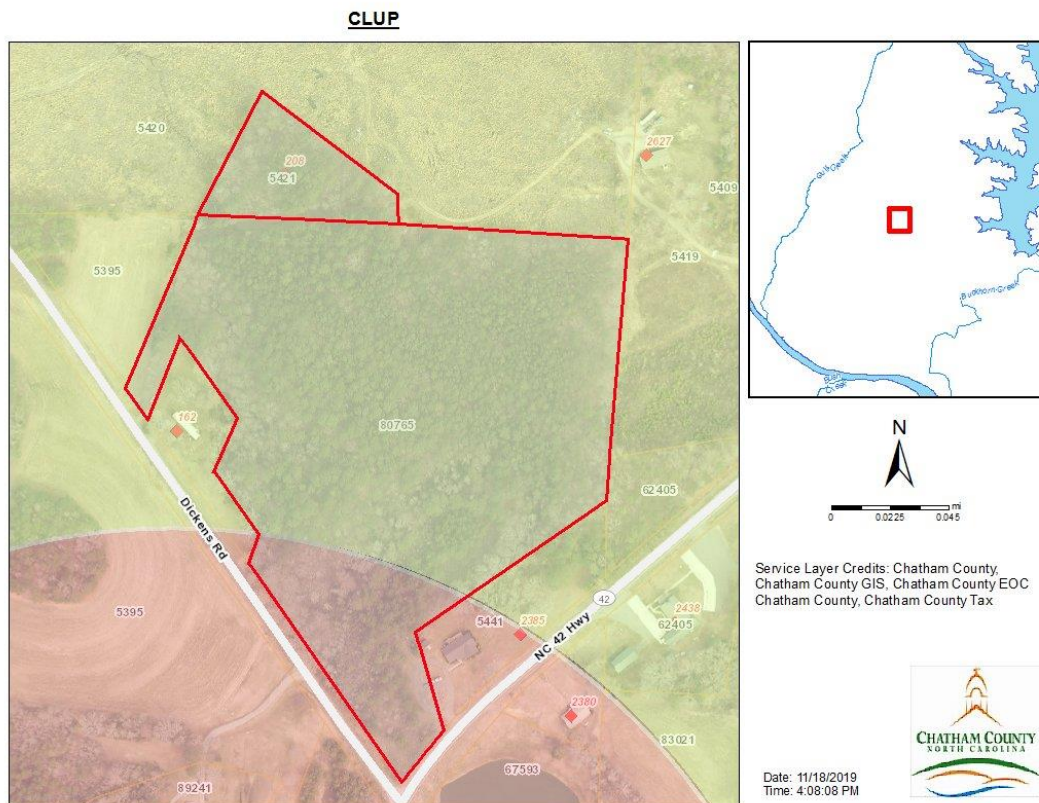 CLUP
5420
208
5421
2627
5409
5419
5395
162
80765
62405
Dickens Rd
42
NC 42 Hwy
5395
5441
2385
2438
62405
2380
83021
67593
89241
Buckhorn Creek
N
0
0.0225
0.045
mi
Service Layer Credits: Chatham County,
Chatham County GIS, Chatham County EOC
Chatham County, Chatham County Tax
CHATHAM COUNTY
NORTH CAROLINA
Date: 11/18/2019
Time: 4:08:08 PM